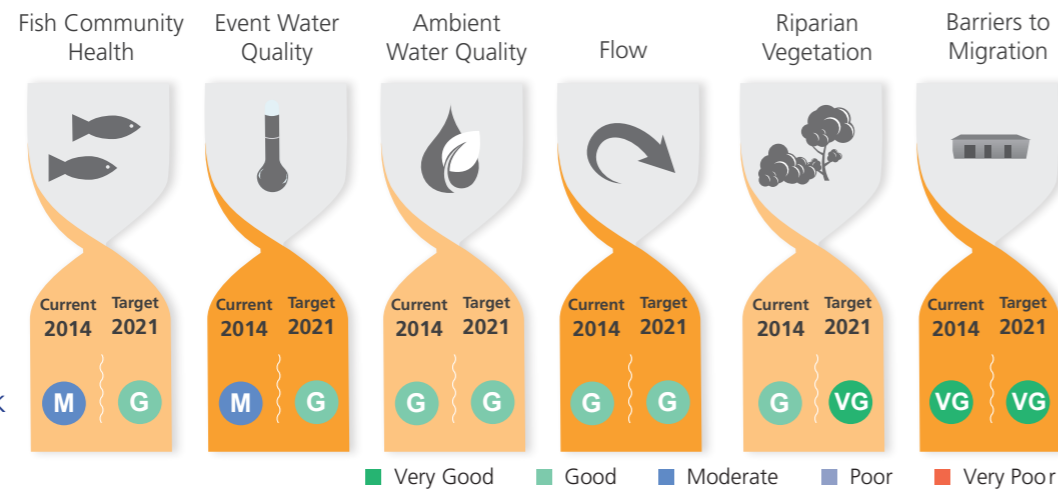 Fish Community
Health
Event Water
Quality
Ambient
Water Quality
Flow
Riparian
Vegetation
Barriers to
Migration
Current Target
2014 2021
Current Target
2014 2021
Current Target
2014 2021
Current Target
2014 2021
Current Target
2014 2021
Current Target
2014 2021
M G M G G G G G G VG VG VG
Very Good Good Moderate Poor Very Poor